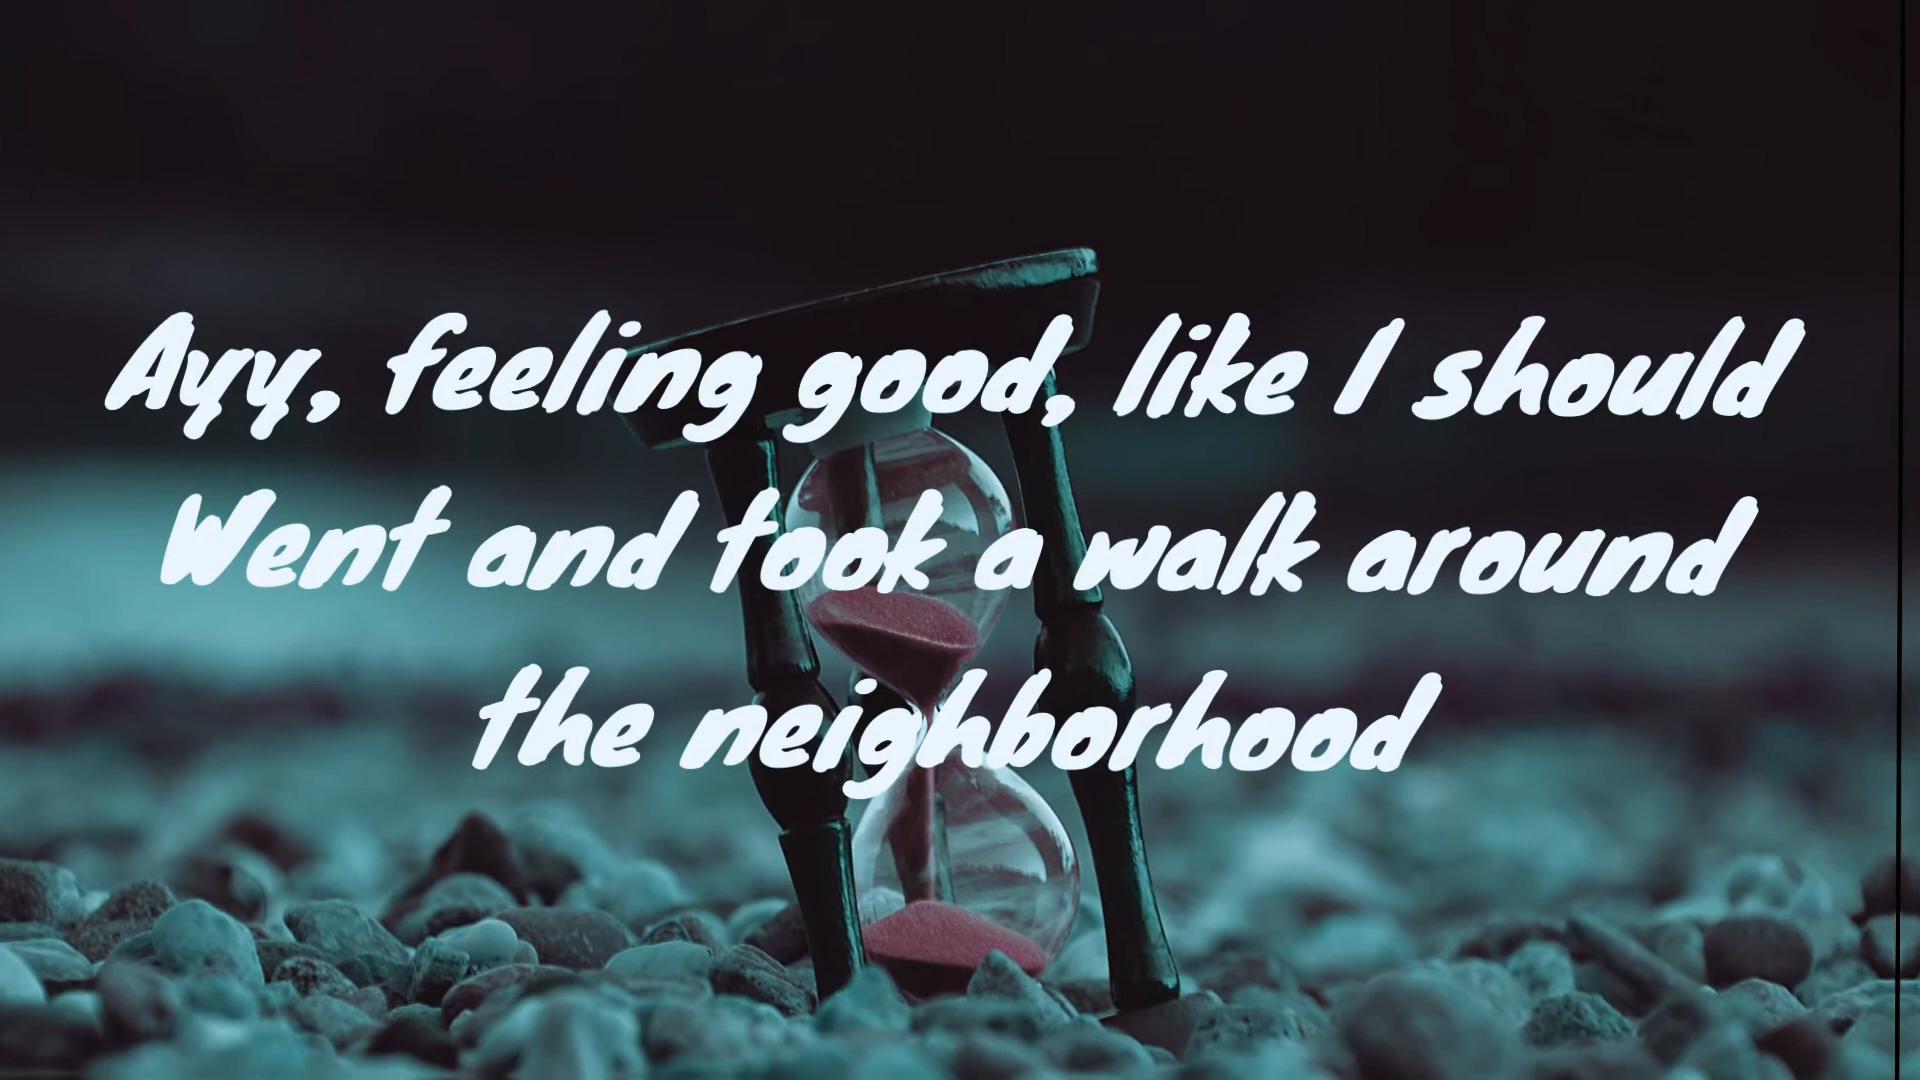 Ayy, feeling good, like I should
Went and took a walk around
the neighborhood